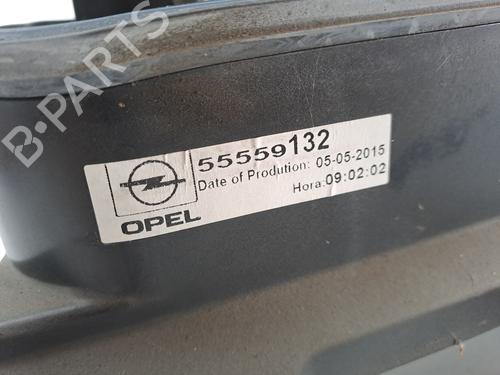 B-PARTS
55559132
Date of Prodution: 05-05-2015
Hora: 09:02:02
OPEL